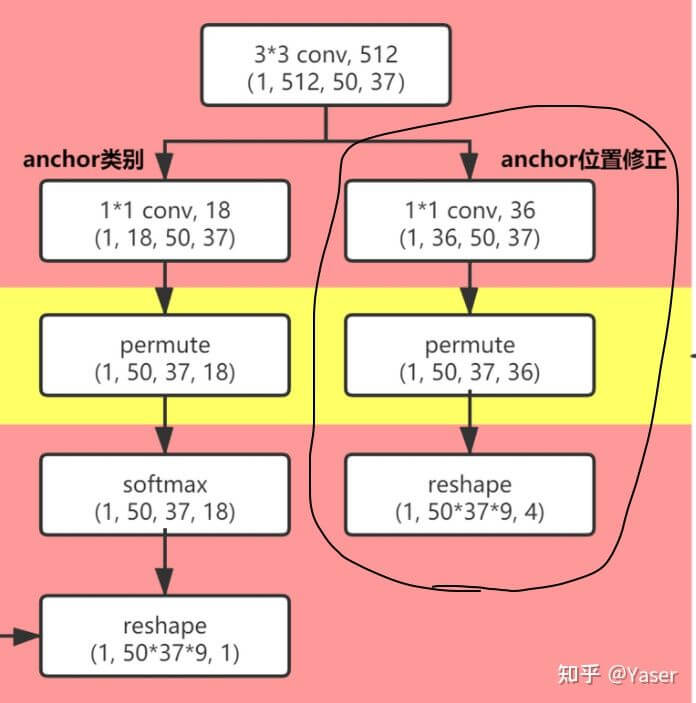 3*3 conv, 512
(1, 512, 50, 37)
anchor类别
anchor位置修正
1*1 conv, 18
(1, 18, 50, 37)
1*1 conv, 36
(1, 36, 50, 37)
permute
(1, 50, 37, 18)
permute
(1, 50, 37, 36)
softmax
(1, 50, 37, 18)
reshape
(1, 50*37*9, 4)
reshape
(1, 50*37*9, 1)
知乎 @Yaser